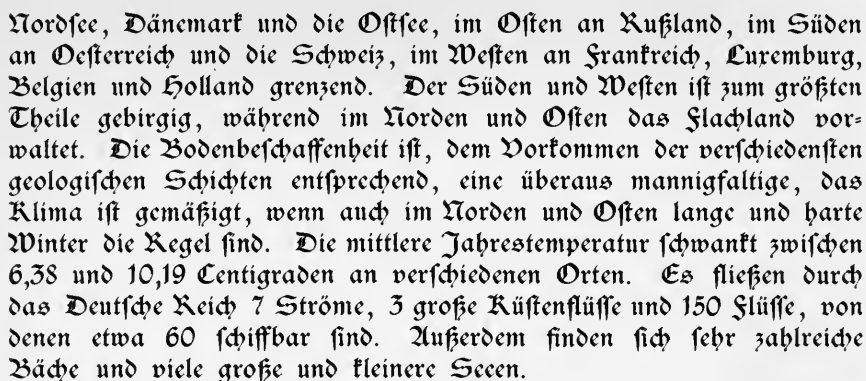 Nordsee, Dänemark und die Ostsee, im Osten an Rußland, im Süden
an Oesterreich und die Schweiz, im Westen an Frankreich, Luxemburg,
Belgien und Holland grenzend. Der Süden und Westen ist zum größten
Theile gebirgig, während im Norden und Osten das Flachland vor-
waltet. Die Bodenbeschaffenheit ist, dem Vorkommen der verschiedensten
geologischen Schichten entsprechend, eine überaus mannigfaltige, das
Klima ist gemäßigt, wenn auch im Norden und Osten lange und harte
Winter die Regel sind. Die mittlere Jahrestemperatur schwankt zwischen
6,38 und 10,19 Centigraden an verschiedenen Orten. Es fließen durch
das Deutsche Reich 7 Ströme, 3 große Küstenflüsse und 150 Flüsse, von
denen etwa 60 schiffbar sind. Außerdem finden sich sehr zahlreiche
Bäche und viele große und kleinere Seeen.